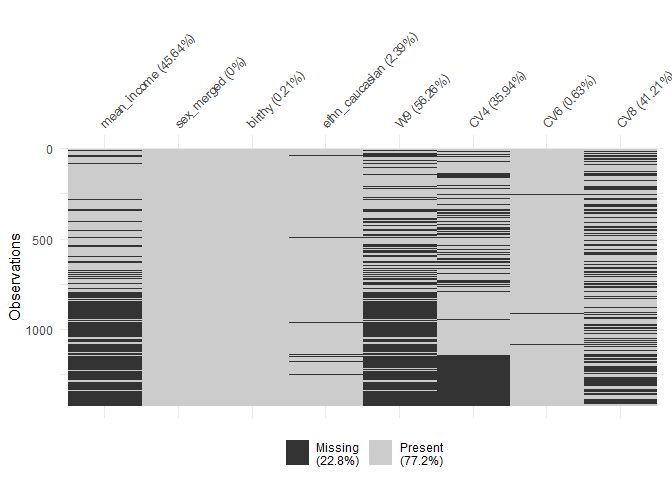 mean_income (45.64%)
sex_merged (0%)
birthy (0.21%)
ethn_caucasian (2.39%)
W9 (56.26%)
CV4 (35.94%)
CV6 (0.63%)
CV8 (41.21%)
0
500
1000
Observations
Missing
(22.8%)
Present
(77.2%)